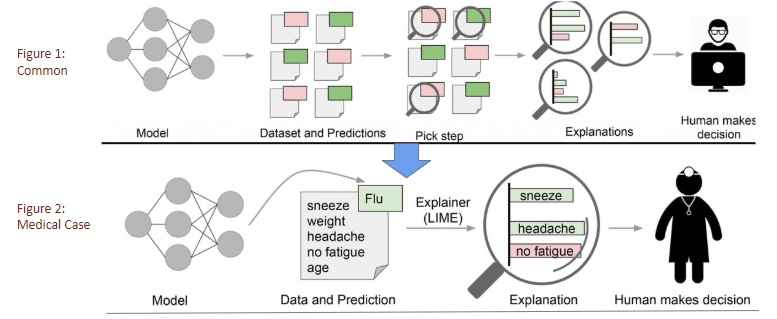 Figure 1:
Common
Model
Dataset and Predictions
Pick step
Explanations
Human makes
decision
Figure 2:
Medical Case
sneeze
weight
headache
no fatigue
age
Flu
Explainer
(LIME)
sneeze
headache
no fatigue
Model
Data and Prediction
Explanation
Human makes decision